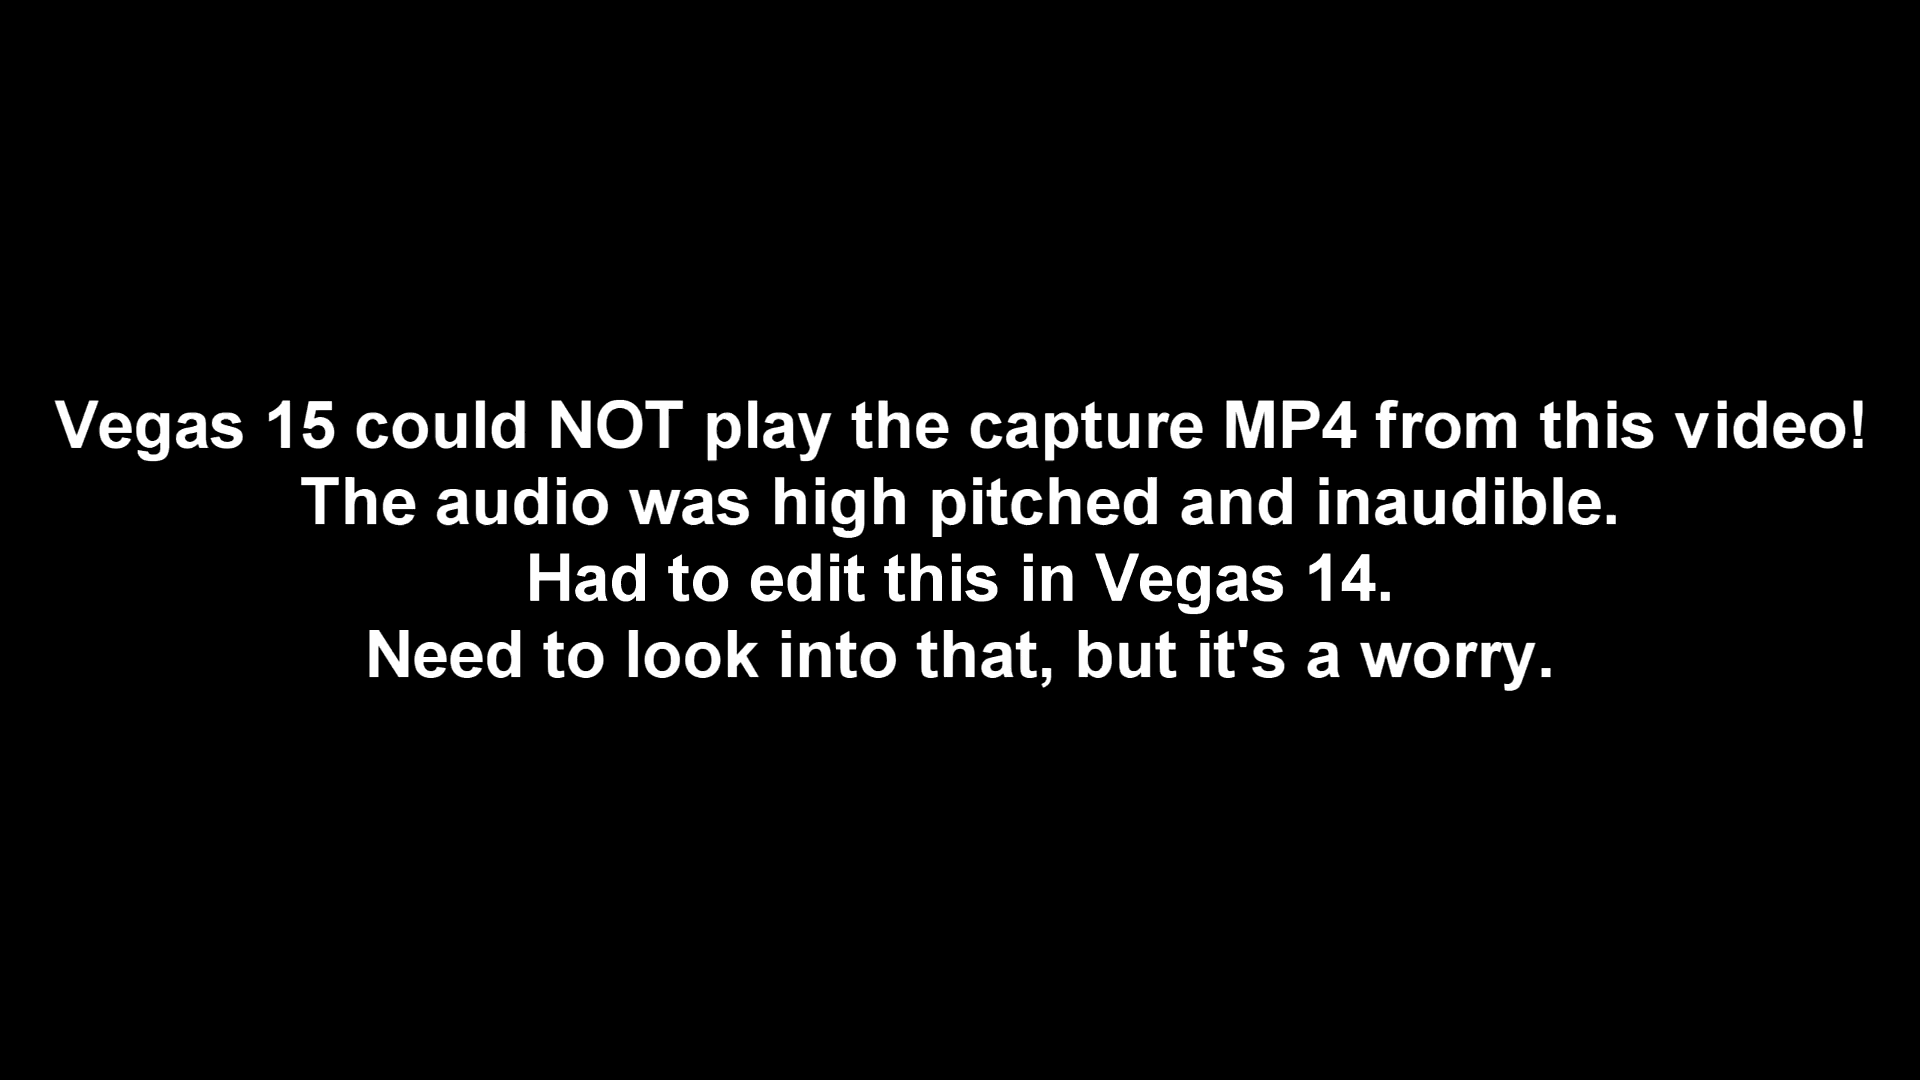 Vegas 15 could NOT play the capture MP4 from this video!
The audio was high pitched and inaudible.
Had to edit this in Vegas 14.
Need to look into that, but it's a worry.